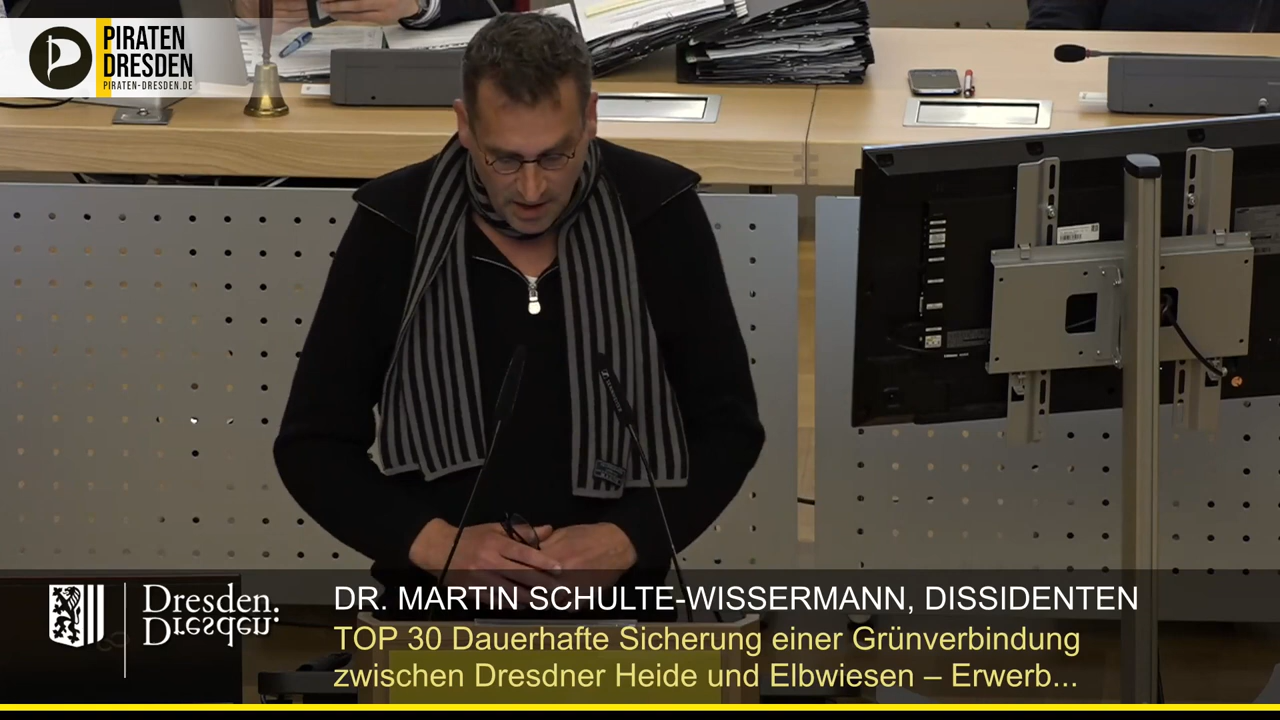 PIRATEN
DRESDEN
PIRATEN-DRESDEN.DE
Dresden.
Dresden.
DR. MARTIN SCHULTE-WISSERMANN, DISSIDENTEN
TOP 30 Dauerhafte Sicherung einer Grünverbindung
zwischen Dresdner Heide und Elbwiesen – Erwerb...